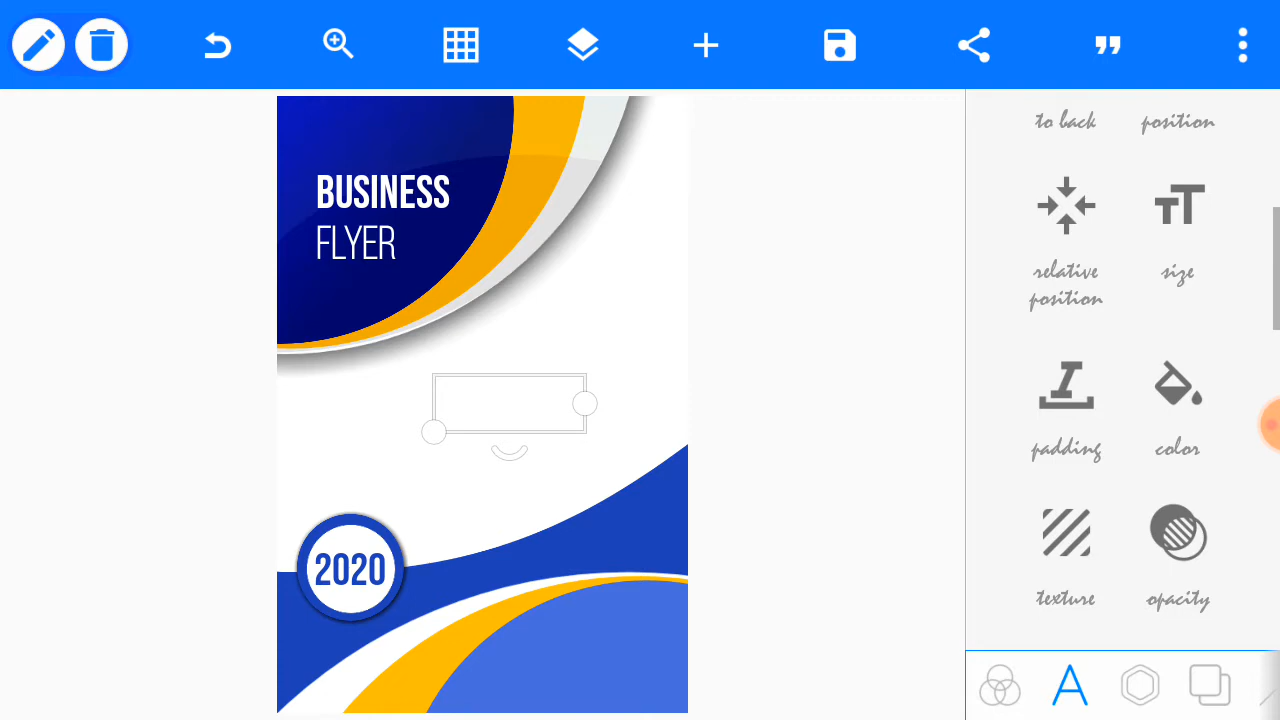 BUSINESS
FLYER
2020
to back
position
relative
position
size
padding
color
texture
opacity